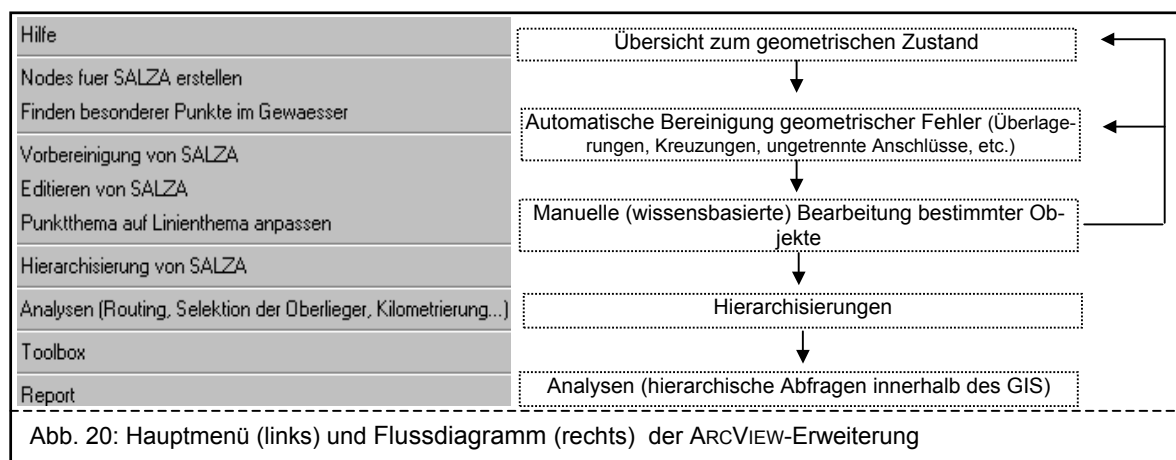 Hilfe
Nodes fuer SALZA erstellen
Finden besonderer Punkte im Gewaesser
Vorbereinigung von SALZA
Editieren von SALZA
Punktthema auf Linienthema anpassen
Hierarchisierung von SALZA
Analysen (Routing, Selektion der Oberlieger, Kilometrierung...)
Toolbox
Report
Übersicht zum geometrischen Zustand
Automatische Bereinigung geometrischer Fehler (Überlage-
rungen, Kreuzungen, ungetrennte Anschlüsse, etc.)
Manuelle (wissensbasierte) Bearbeitung bestimmter Ob-
jekte
Hierarchisierungen
Analysen (hierarchische Abfragen innerhalb des GIS)
Abb. 20: Hauptmenü (links) und Flussdiagramm (rechts) der ARCVIEW-Erweiterung